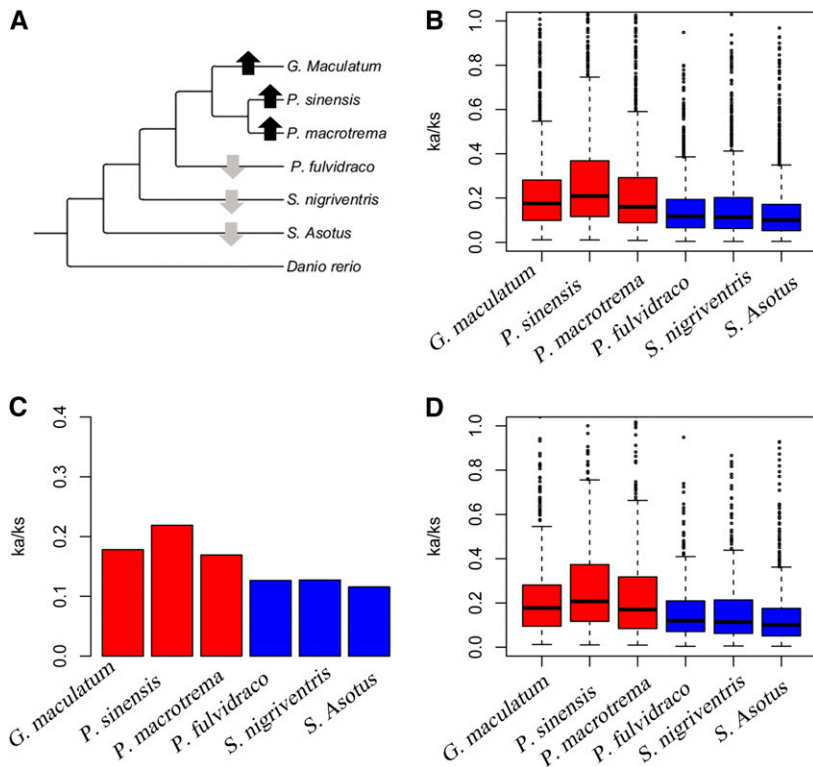 A
G. Maculatum
P. sinensis
P. macrotrema
P. fulvidraco
S. nigriventris
S. Asotus
Danio rerio
B
ka/ks
1.0
0.8
0.6
0.4
0.2
0.0
G. maculatum
P. sinensis
P. macrotrema
P. fulvidraco
S. nigriventris
S. Asotus
C
ka/ks
0.4
0.3
0.2
0.1
0.0
G. maculatum
P. sinensis
P. macrotrema
P. fulvidraco
S. nigriventris
S. Asotus
D
ka/ks
1.0
0.8
0.6
0.4
0.2
0.0
G. maculatum
P. sinensis
P. macrotrema
P. fulvidraco
S. nigriventris
S. Asotus